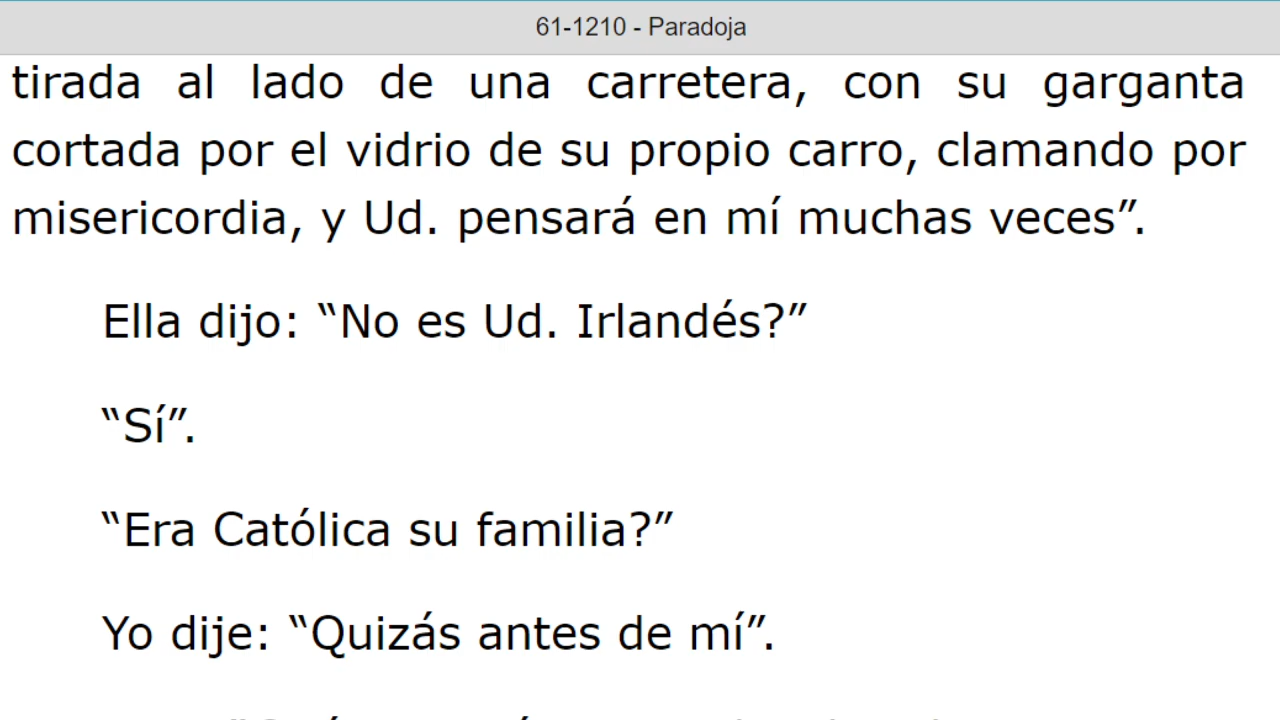 61-1210 - Paradoja
tirada al lado de una carretera, con su garganta
cortada por el vidrio de su propio carro, clamando por
misericordia, y Ud. pensará en mí muchas veces”.
Ella dijo: “No es Ud. Irlandés?”
“Sí”.
“Era Católica su familia?”
Yo dije: “Quizás antes de mí”.